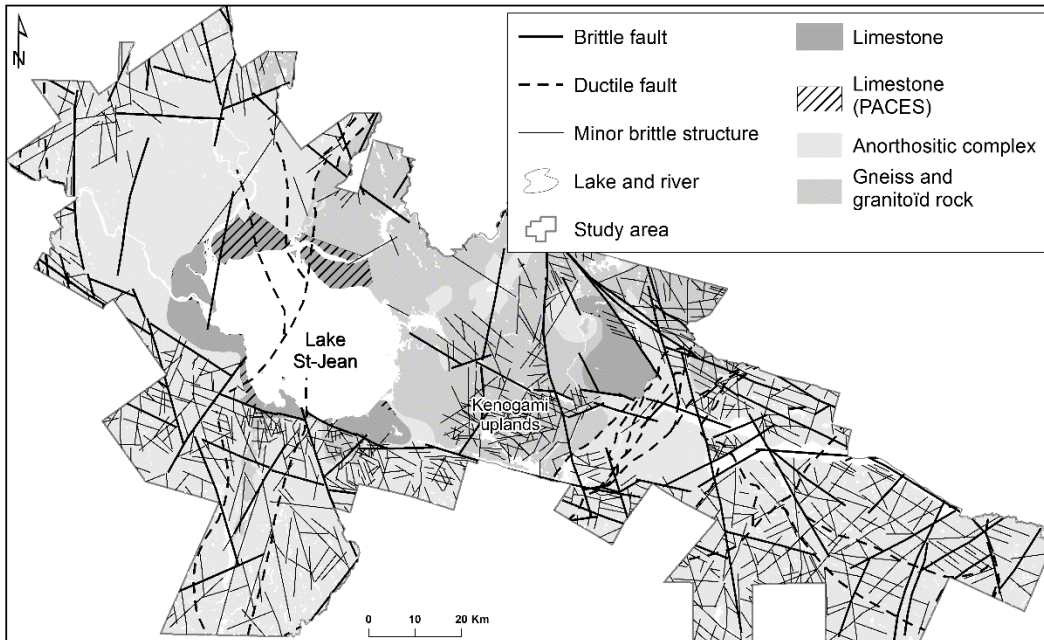 N
Brittle fault
Ductile fault
Minor brittle structure
Lake and river
Study area
Limestone
Limestone
(PACES)
Anorthositic complex
Gneiss and
granitoïd rock
Lake
St-Jean
Kenogami
uplands
0 10 20 Km